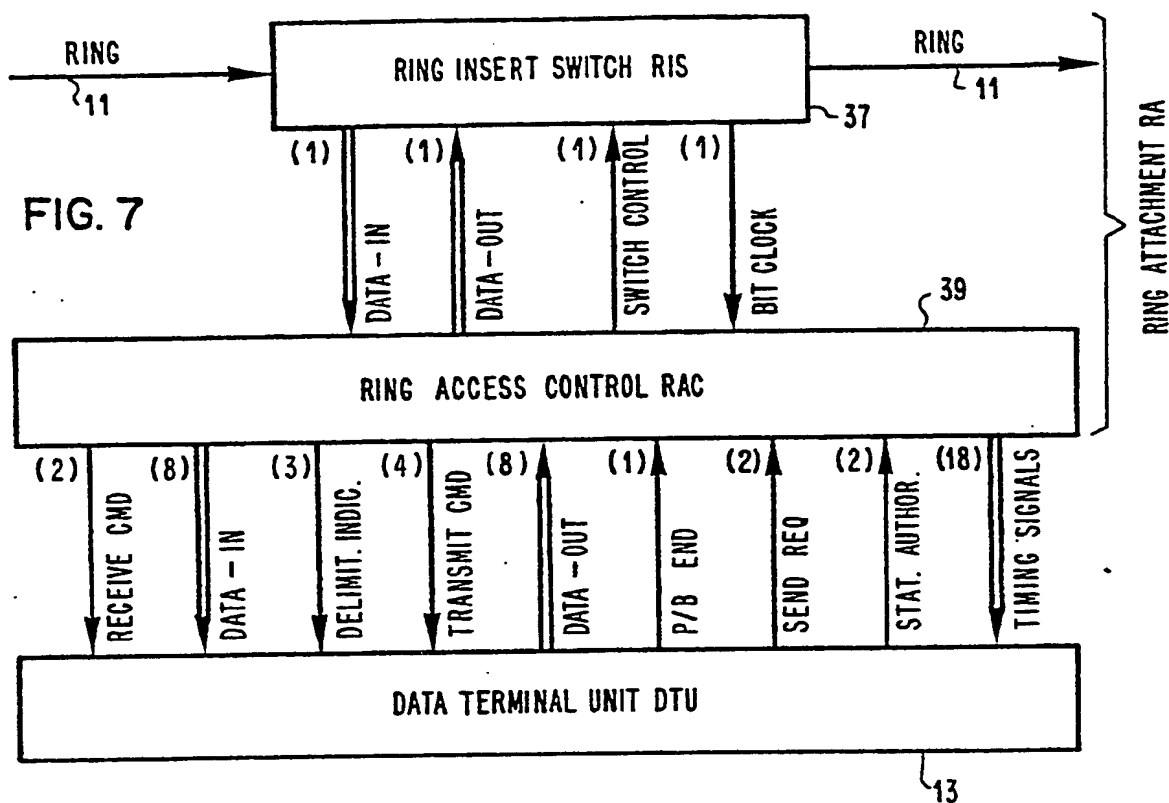 RING
11
RING INSERT SWITCH RIS
RING
11
37
(1)
(1)
(1)
(1)
FIG. 7
DATA-IN
DATA-OUT
SWITCH CONTROL
BIT CLOCK
RING ATTACHMENT RA
39
RING ACCESS CONTROL RAC
(2)
(8)
(3)
(4)
(8)
(1)
(2)
(2)
(18)
RECEIVE CMD
DATA-IN
DELIMIT. INDIC.
TRANSMIT CMD
DATA-OUT
P/B END
SEND REQ
STAT. AUTHOR.
TIMING SIGNALS
DATA TERMINAL UNIT DTU
13